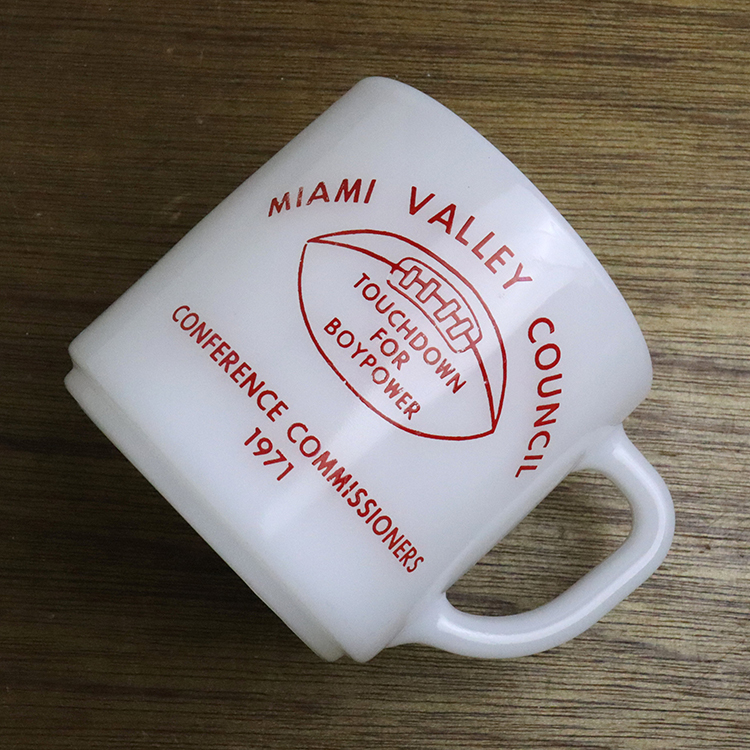 MIAMI VALLEY COUNCIL
TOUCHDOWN
FOR
BOYPOWER
CONFERENCE COMMISSIONERS
1971